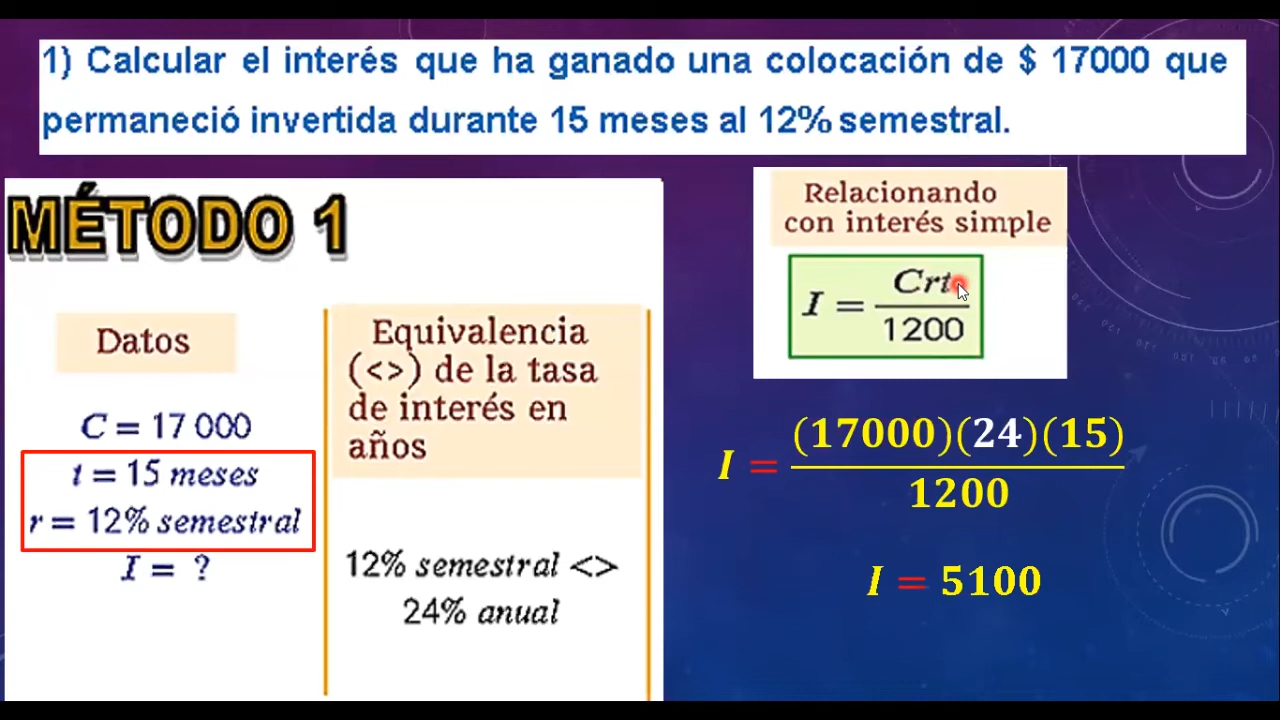 1) Calcular el interés que ha ganado una colocación de $ 17000 que
permaneció invertida durante 15 meses al 12% semestral.
MÉTODO 1
Datos
C = 17 000
t = 15 meses
r = 12% semestral
I = ?
Equivalencia
(<>) de la tasa
de interés en
años
12% semestral <>
24% anual
Relacionando
con interés simple
I = Crt
1200
I = (17000)(24)(15)
1200
I = 5100